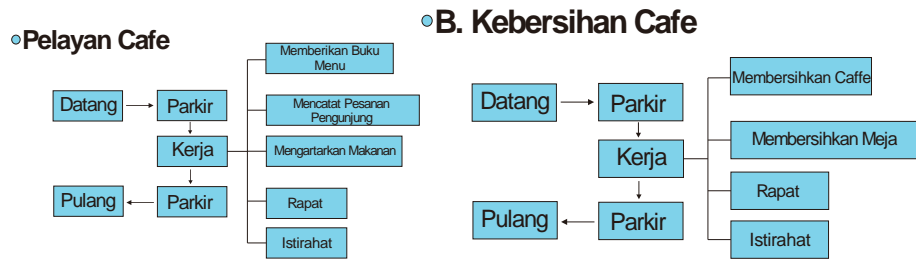 Pelayan Cafe
Datang
Parkir
Kerja
Parkir
Pulang
Memberikan Buku
Menu
Mencatat Pesanan
Pengunjung
Mengartarkan Makanan
Rapat
Istirahat
B. Kebersihan Cafe
Datang
Parkir
Kerja
Parkir
Pulang
Membersihkan Caffe
Membersihkan Meja
Rapat
Istirahat